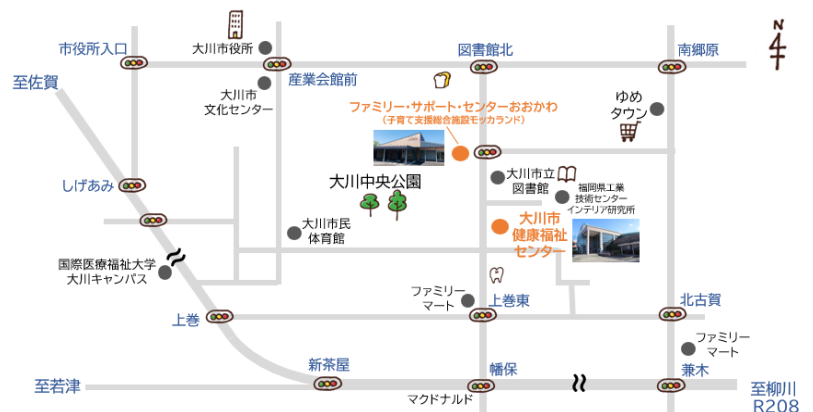 N
大川市役所
市役所入口
図書館北
南郷原
至佐賀
産業会館前
大川市
文化センター
ファミリー・サポート・センターおおかわ
（子育て支援総合施設モッカランド）
ゆめ
タウン
しげあみ
大川中央公園
大川市立
図書館
福岡県工業
技術センター
インテリア研究所
大川市民
体育館
大川市
健康福祉
センター
国際医療福祉大学
大川キャンパス
ファミリー
マート
上巻
上巻東
北古賀
ファミリー
マート
新茶屋
幡保
兼木
至若津
マクドナルド
至柳川
R208